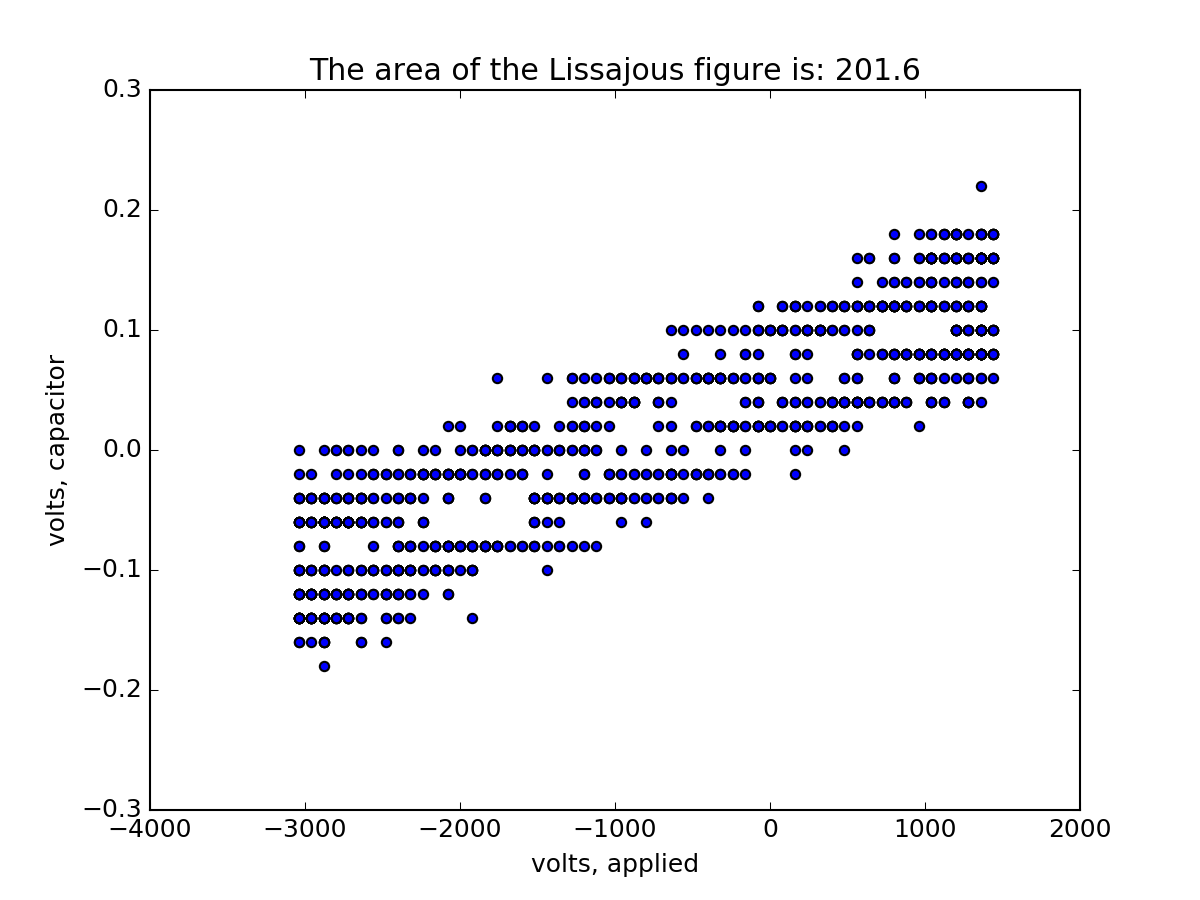 The area of the Lissajous figure is: 201.6
0.3
0.2
0.1
0.0
−0.1
−0.2
−0.3
volts, capacitor
−4000 −3000 −2000 −1000 0 1000 2000
volts, applied